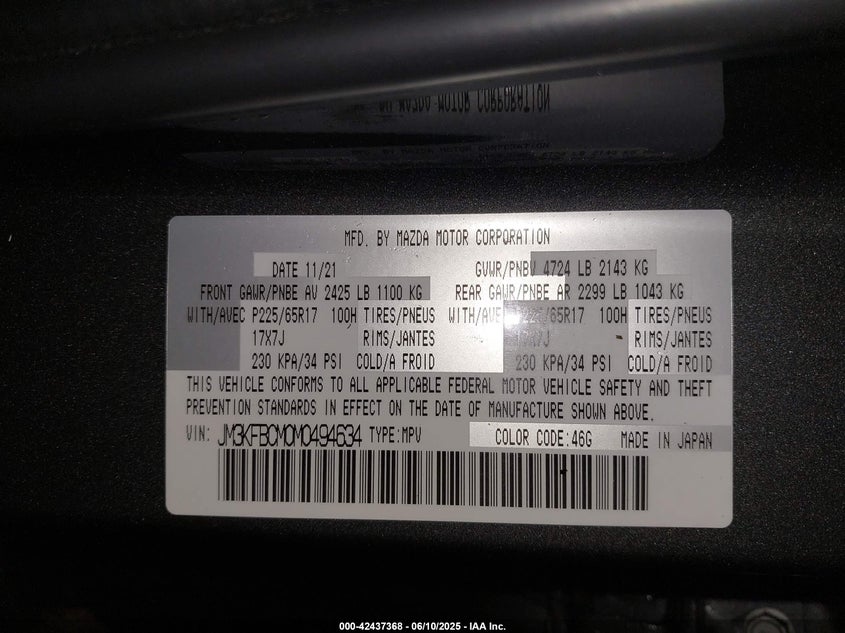 MFD. BY MAZDA MOTOR CORPORATION
DATE 11/21 GVWR/PNBV 4724 LB 2143 KG
FRONT GAWR/PNBE AV 2425 LB 1100 KG REAR GAWR/PNBE AR 2299 LB 1043 KG
WITH/AVEC P225/65R17 100H TIRES/PNEUS WITH/AVEC P225/65R17 100H TIRES/PNEUS
17X7J RIMS/JANTES 17X7J RIMS/JANTES
230 KPA/34 PSI COLD/A FROID 230 KPA/34 PSI COLD/A FROID
THIS VEHICLE CONFORMS TO ALL APPLICABLE FEDERAL MOTOR VEHICLE SAFETY AND THEFT
PREVENTION STANDARDS IN EFFECT ON THE DATE OF MANUFACTURE SHOWN ABOVE.
VIN: JM3KFBCM0M0494634 TYPE:MPV COLOR CODE:46G MADE IN JAPAN
000-42437368 - 06/10/2025 - IAA Inc.